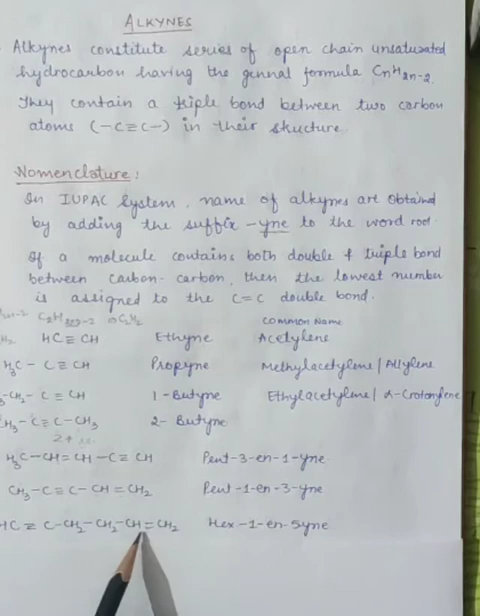 ALKYNES
Alkynes constitute series of open chain unsaturated
hydrocarbon having the general formula CnH2n-2.
They contain a triple bond between two carbon
atoms (-C≡C-) in their structure.
Nomenclature:
In IUPAC System, name of alkynes are obtained
by adding the suffix -yne to the word root.
If a molecule contains both double & triple bond
between carbon-carbon, then the lowest number
is assigned to the C=C double bond.
COMMON NAME
HC≡CH Ethyne Acetylene
H3C-C≡CH Propyne Methylacetylene/Allylene
-CH2-C≡CH 1-Butyne Ethylacetylene/α-Crotonylene
CH3-C≡C-CH3 2-Butyne
H3C-CH=CH-C≡CH Pent-3-en-1-yne
CH3-C≡C-CH=CH2 Pent-1-en-3-yne
HC≡C-CH2-CH2-CH=CH2 Hex-1-en-5yne